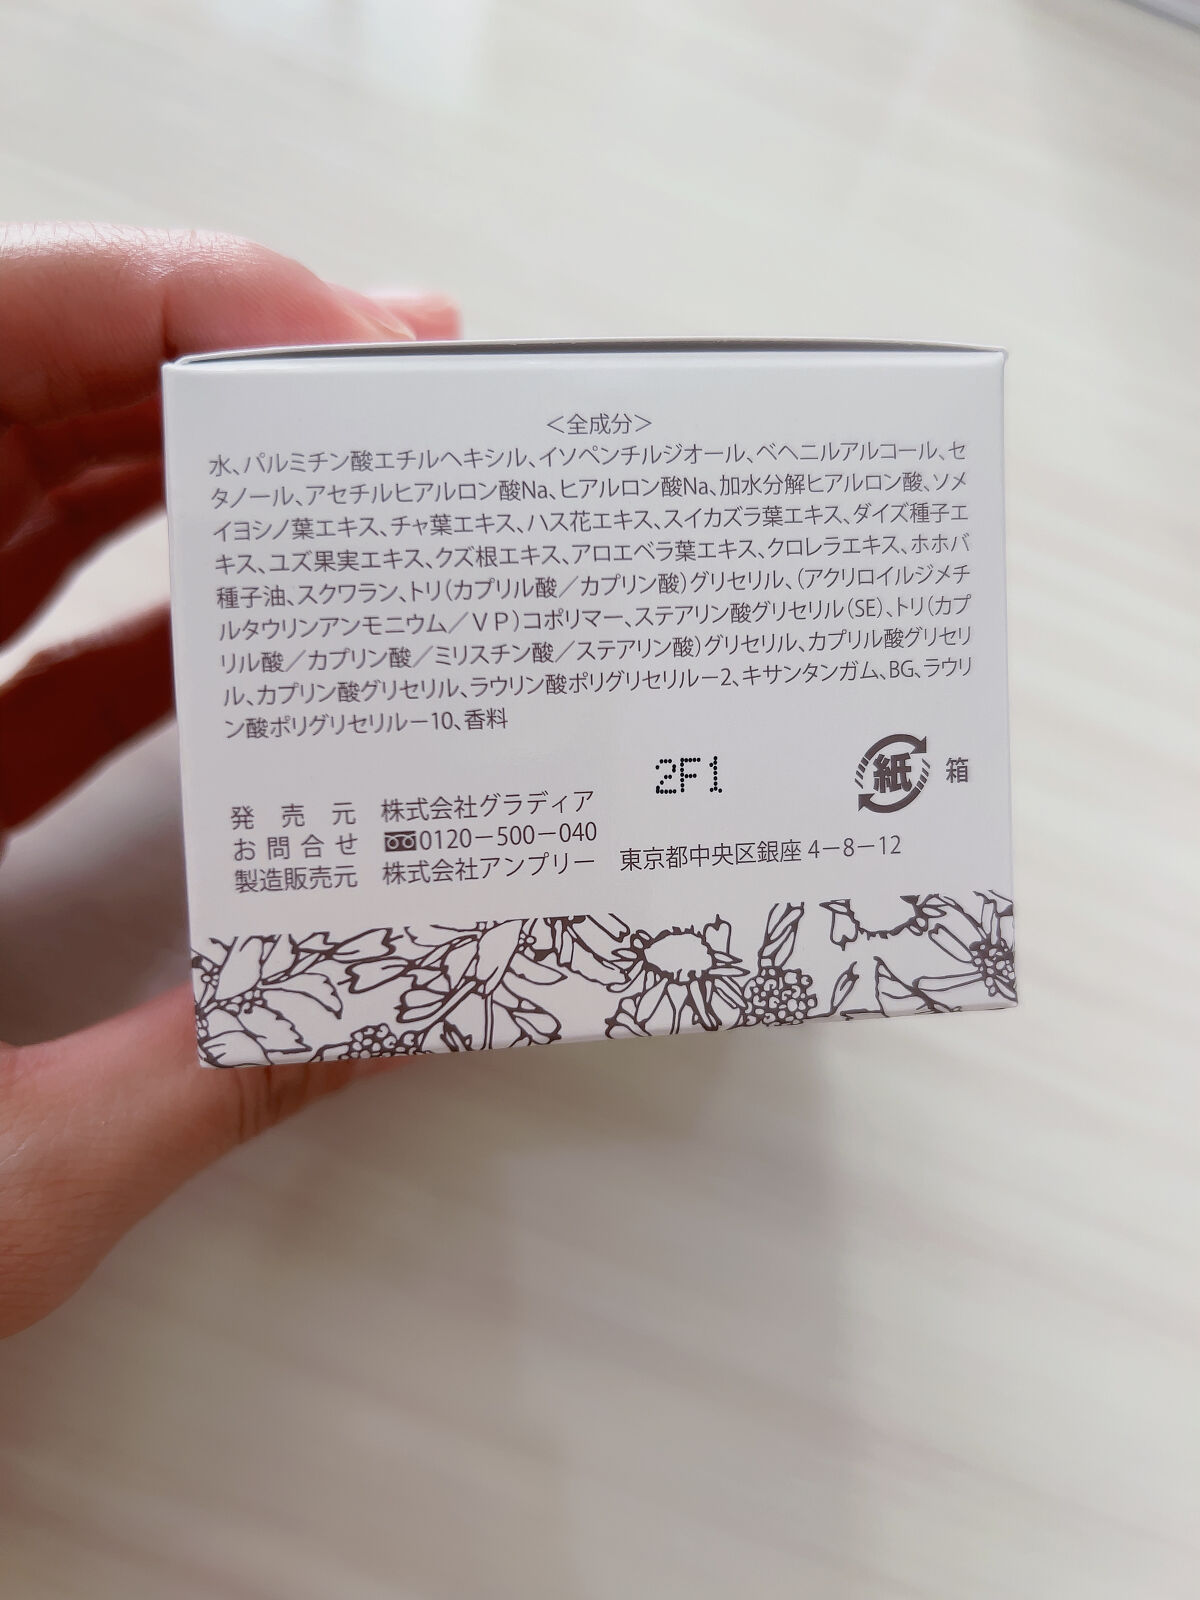 ＜全成分＞
水、パルミチン酸エチルヘキシル、イソペンチルジオール、ベヘニルアルコール、セ
タノール、アセチルヒアルロン酸Na、ヒアルロン酸Na、加水分解ヒアルロン酸、ソメ
イヨシノ葉エキス、チャ葉エキス、ハス花エキス、スイカズラ葉エキス、ダイズ種子エ
キス、ユズ果実エキス、クズ根エキス、アロエベラ葉エキス、クロレラエキス、ホホバ
種子油、スクワラン、トリ（カプリル酸／カプリン酸）グリセリル、（アクリロイルジメチ
ルタウリンアンモニウム／ＶＰ）コポリマー、ステアリン酸グリセリル（SE）、トリ（カプ
リル酸／カプリン酸／ミリスチン酸／ステアリン酸）グリセリル、カプリル酸グリセリ
ル、カプリン酸グリセリル、ラウリン酸ポリグリセリル－2、キサンタンガム、BG、ラウリ
ン酸ポリグリセリル－10、香料
2F1
紙 箱
発売元 株式会社グラディア
お問合せ 0120－500－040
製造販売元 株式会社アンプリー 東京都中央区銀座 4－8－12